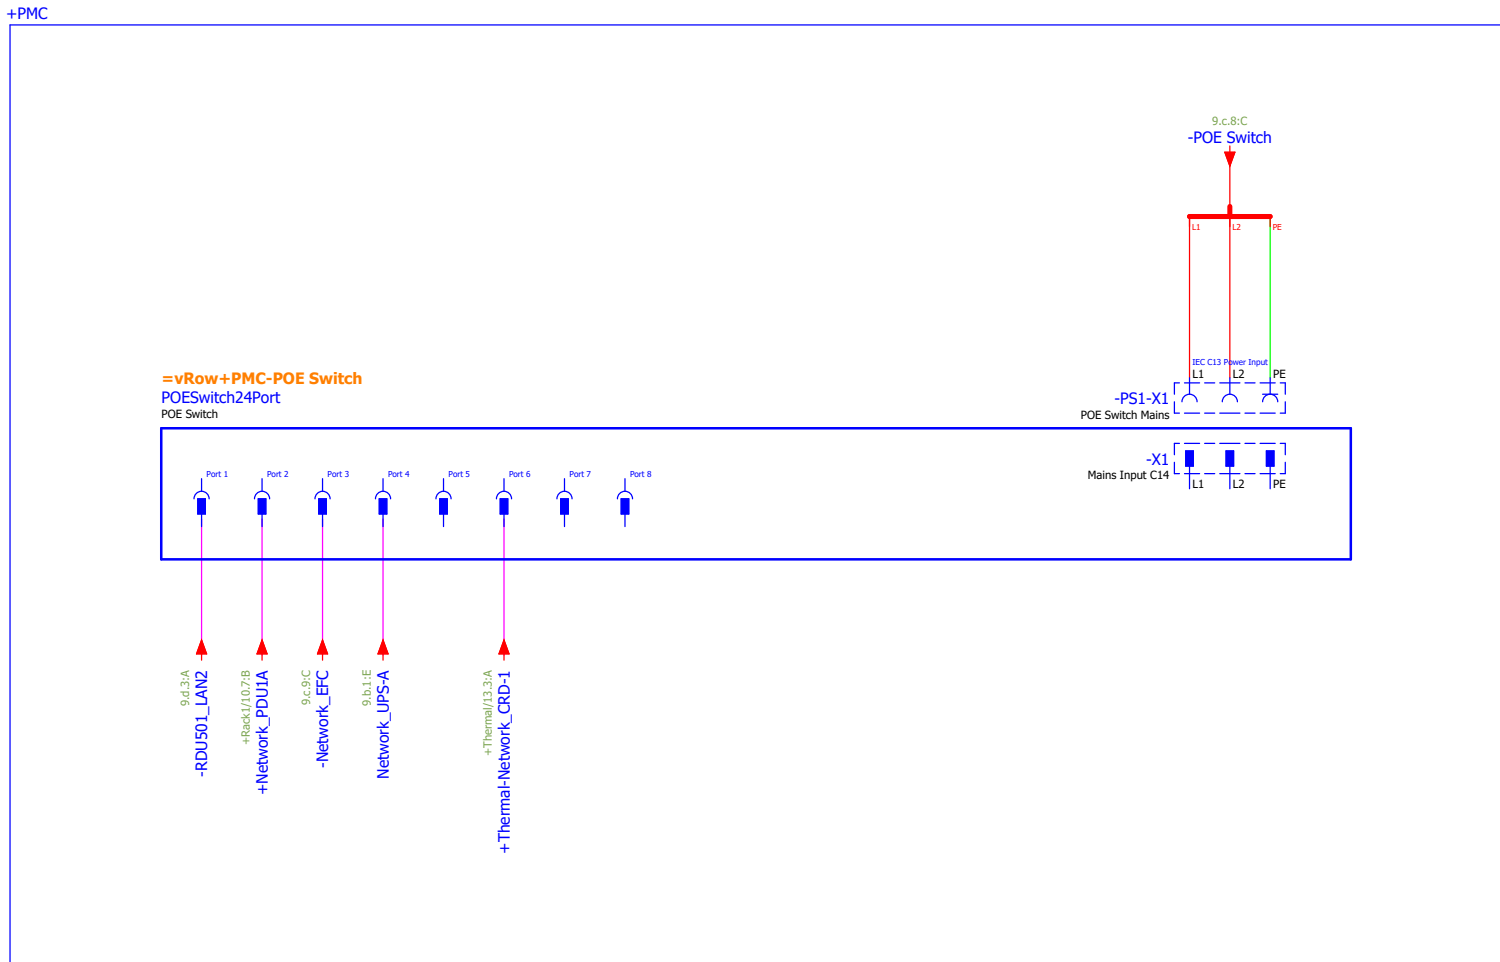 +PMC
9.c.8:C
-POE Switch
L1
L2
PE
IEC C13 Power Input
L1
L2
PE
-PS1-X1
POE Switch Mains
=vRow+PMC-POE Switch
POESwitch24Port
POE Switch
-X1
Mains Input C14
L1
L2
PE
Port 1
Port 2
Port 3
Port 4
Port 5
Port 6
Port 7
Port 8
9.d.3:A
-RDU501_LAN2
+Rack1/10.7:B
+Network_PDU1A
9.c.9:C
-Network_EFC
9.b.1:E
Network_UPS-A
+Thermal/13.3:A
+Thermal-Network_CRD-1